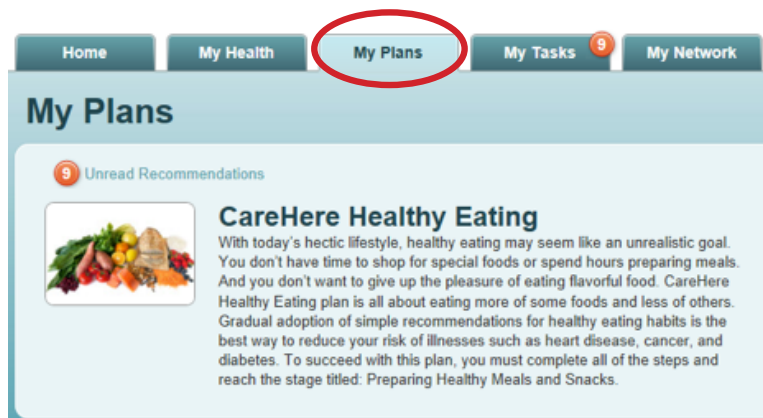 Home
My Health
My Plans
My Tasks
9
My Network
My Plans
9 Unread Recommendations
CareHere Healthy Eating
With today's hectic lifestyle, healthy eating may seem like an unrealistic goal.
You don't have time to shop for special foods or spend hours preparing meals.
And you don't want to give up the pleasure of eating flavorful food. CareHere
Healthy Eating plan is all about eating more of some foods and less of others.
Gradual adoption of simple recommendations for healthy eating habits is the
best way to reduce your risk of illnesses such as heart disease, cancer, and
diabetes. To succeed with this plan, you must complete all of the steps and
reach the stage titled: Preparing Healthy Meals and Snacks.